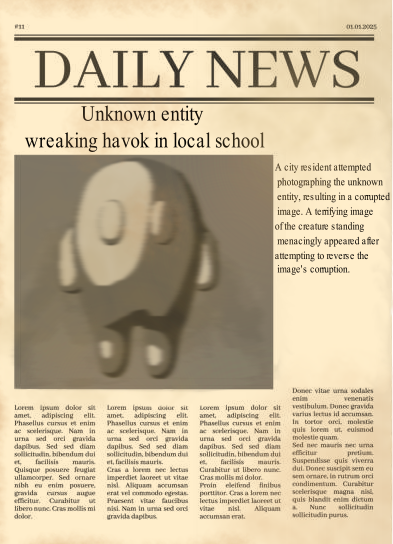 #11
01.01.2025
DAILY NEWS
Unknown entity
wreaking havok in local school
A city resident attempted
photographing the unknown
entity, resulting in a corrupted
image. A terrifying image
of the creature standing
menacingly appeared after
attempting to reverse the
image's corruption.
Lorem ipsum dolor sit
amet, adipiscing elit.
Phasellus cursus et enim
ac scelerisque. Nam in
urna sed orci gravida
dapibus. Sed sed diam
sollicitudin, bibendum dui
et, facilisis mauris.
Quisque posuere feugiat
ullamcorper. Sed ornare
nibh eu enim posuere,
gravida cursus augue
efficitur. Curabitur ut
libero nunc. Cras mollis mi
dolor.
Lorem ipsum dolor sit
amet, adipiscing elit.
Phasellus cursus et enim
ac scelerisque. Nam in
urna sed orci gravida
dapibus. Sed sed diam
sollicitudin, bibendum dui
et, facilisis mauris.
Cras a lorem nec lectus
imperdiet laoreet ut vitae
nisl. Aliquam accumsan
erat vel commodo egestas.
Praesent vitae faucibus
nisl. Nam in urna sed orci
gravida dapibus.
Lorem ipsum dolor sit
amet, adipiscing elit.
Phasellus cursus et enim
ac scelerisque. Nam in
urna sed orci gravida
dapibus. Sed sed diam
sollicitudin, bibendum dui
et, facilisis mauris.
Curabitur ut libero nunc.
Cras mollis mi dolor.
Proin eleifend finibus
porttitor. Cras a lorem nec
lectus imperdiet laoreet ut
vitae nisl. Aliquam
accumsan erat.
Donec vitae urna sodales
enim venenatis
vestibulum. Donec gravida
varius lectus id accumsan.
In tortor orci, molestie
quis lorem ut, euismod
molestie quam.
Sed nec mauris nec urna
efficitur pretium.
Suspendisse quis viverra
dui. Donec suscipit sem eu
sem ornare, in rutrum orci
condimentum. Curabitur
scelerisque magna nisi,
quis blandit enim dictum
a. Nunc sollicitudin
sollicitudin purus.